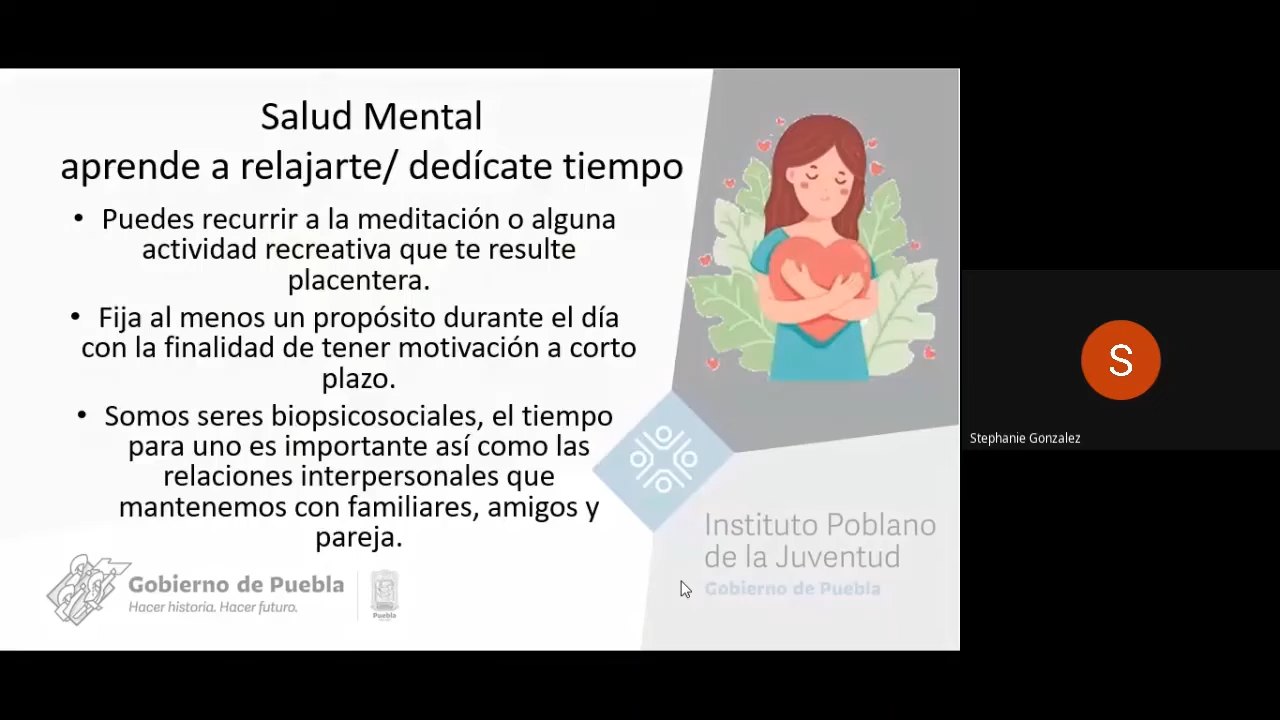 Salud Mental
aprende a relajarte/ dedícate tiempo
• Puedes recurrir a la meditación o alguna
actividad recreativa que te resulte
placentera.
• Fija al menos un propósito durante el día
con la finalidad de tener motivación a corto
plazo.
• Somos seres biopsicosociales, el tiempo
para uno es importante así como las
relaciones interpersonales que
mantenemos con familiares, amigos y
pareja.
Gobierno de Puebla
Hacer historia. Hacer futuro.
Puebla
Instituto Poblano
de la Juventud
Gobierno de Puebla
S
Stephanie Gonzalez